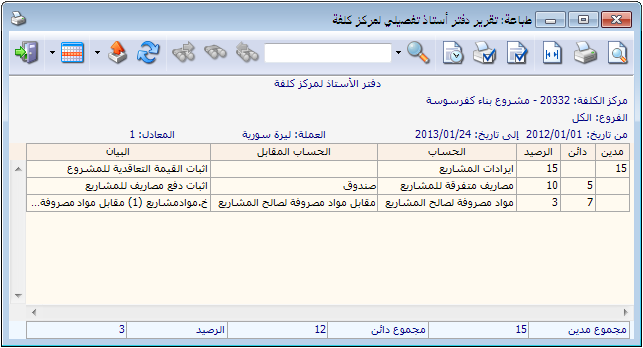 طباعة: تقرير دفتر أستاذ تفصيلي لمركز كلفة
دفتر الأستاذ لمركز كلفة
مركز الكلفة: 20332 - مشروع بناء كفرسوسة
الفروع: الكل
من تاريخ: 2012/01/01 إلى تاريخ: 2013/01/24 العملة: ليرة سورية المعادل: 1
مدين دائن الرصيد الحساب الحساب المقابل البيان
15 15 ايرادات المشاريع اثبات القيمة التعاقدية للمشروع
5 10 مصاريف متفرقة للمشاريع صندوق اثبات دفع مصاريف للمشاريع
7 3 مواد مصروفة لصالح المشاريع مقابل مواد مصروفة لصالح المشاريع خ.موادمشاريع (1) مقابل مواد مصروفة...
مجموع مدين 15 مجموع دائن 12 الرصيد 3